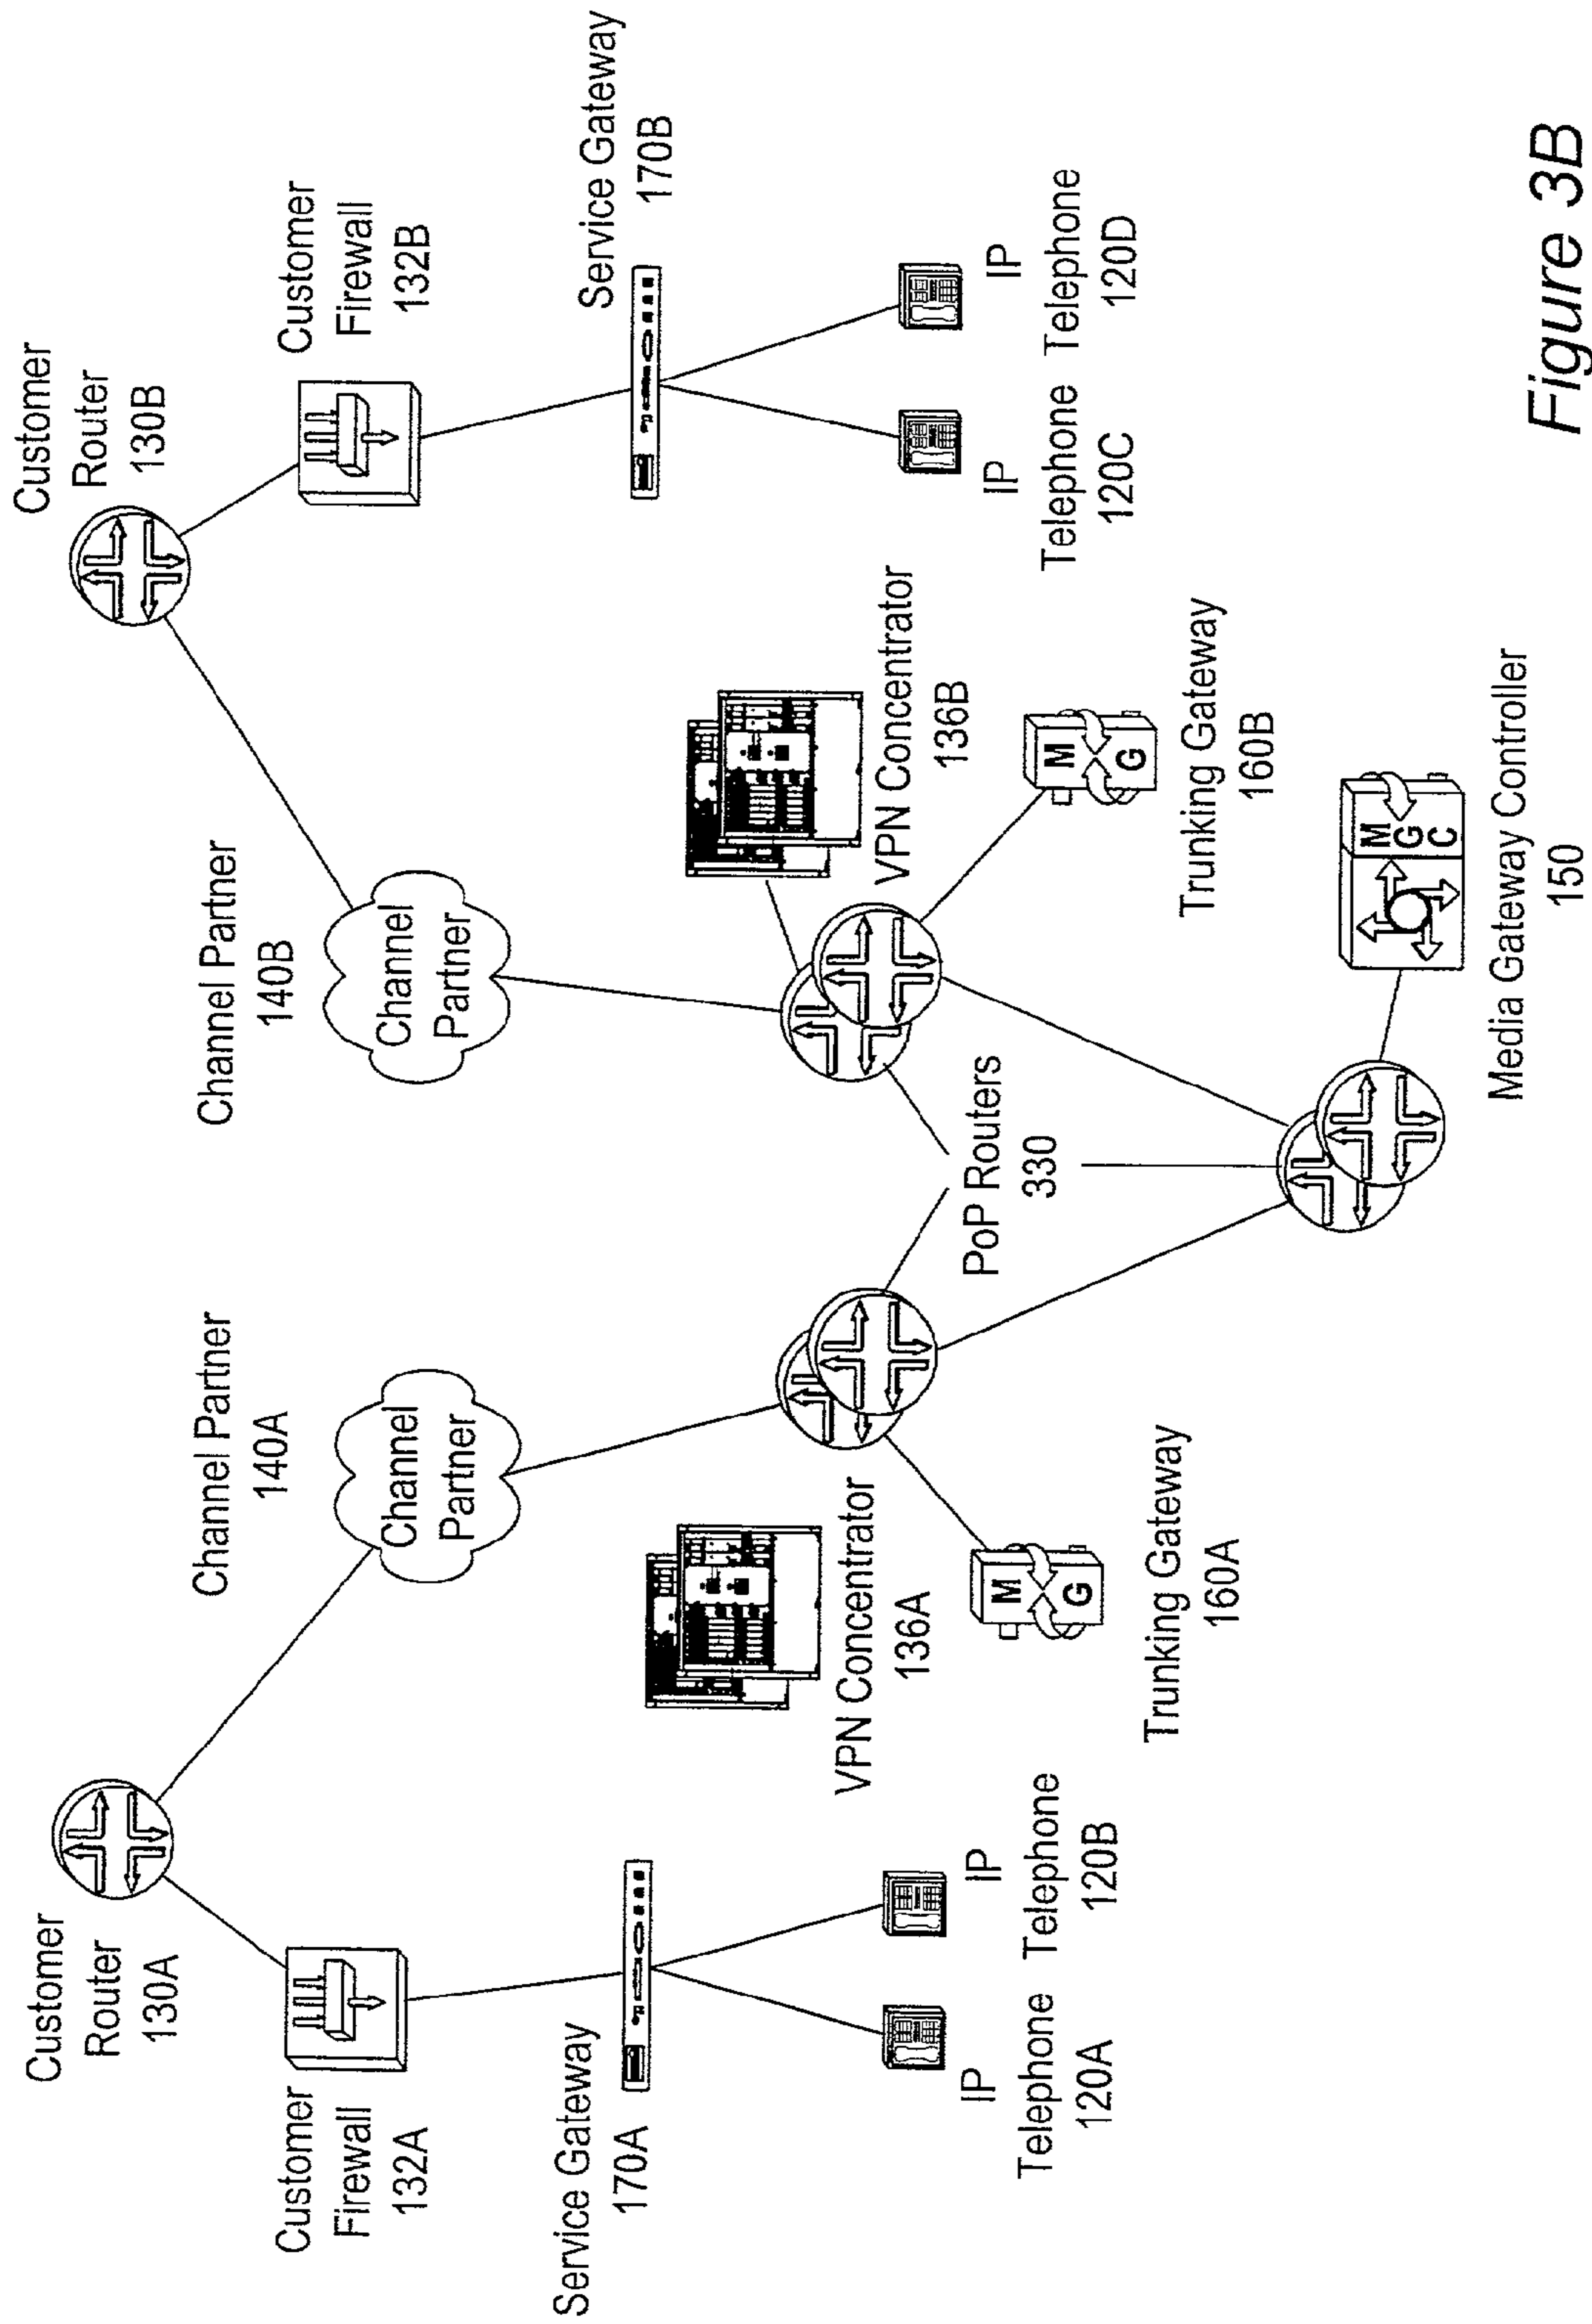 Customer
Router
130A
Customer
Firewall
132A
Service Gateway
170A
IP
Telephone
120A
IP
Telephone
120B
Channel Partner
140A
Channel
Partner
VPN Concentrator
136A
M
G
Trunking Gateway
160A
PoP Routers
330
Channel Partner
140B
Channel
Partner
VPN Concentrator
136B
M
G
Trunking Gateway
160B
M
G
C
Media Gateway Controller
150
Customer
Router
130B
Customer
Firewall
132B
Service Gateway
170B
IP
Telephone
120C
IP
Telephone
120D
Figure 3B